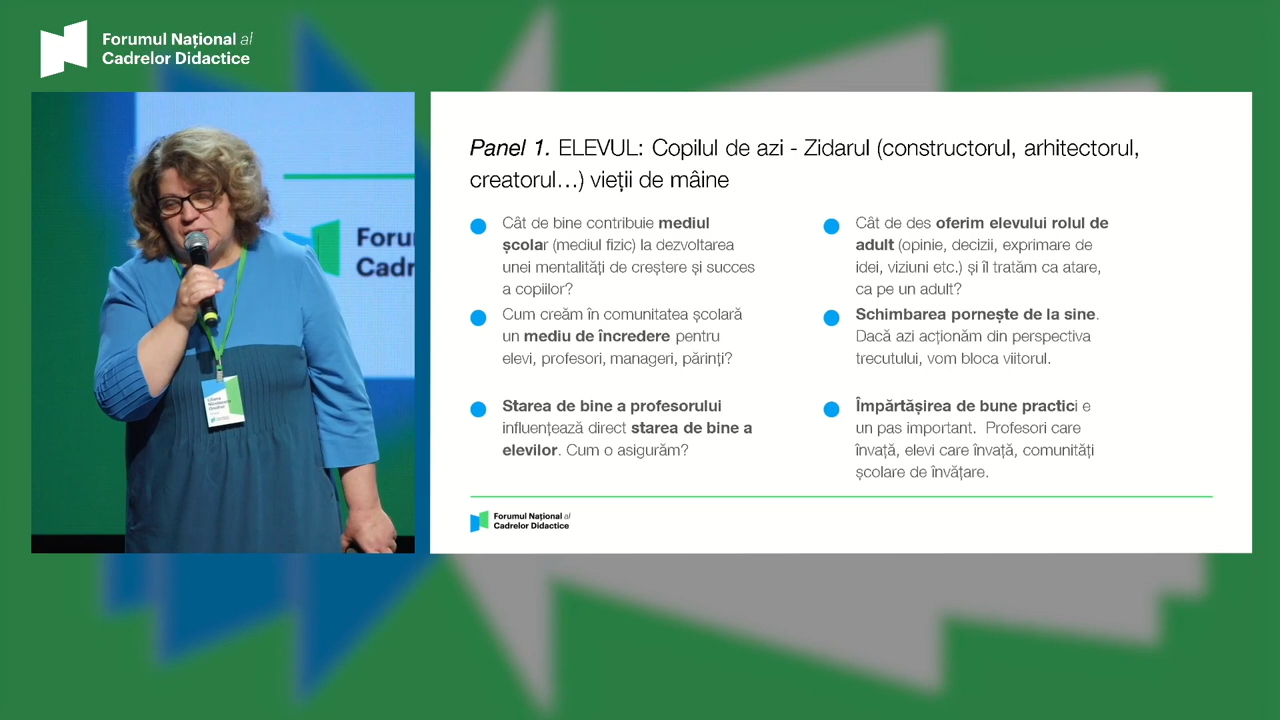 Forumul Național al
Cadrelor Didactice
Panel 1. ELEVUL: Copilul de azi - Zidarul (constructorul, arhitectorul,
creatorul...) vieții de mâine
Cât de bine contribuie mediul
școlar (mediul fizic) la dezvoltarea
unei mentalități de creștere și succes
a copiilor?
Cum creăm în comunitatea școlară
un mediu de încredere pentru
elevi, profesori, manageri, părinți?
Starea de bine a profesorului
influențează direct starea de bine a
elevilor. Cum o asigurăm?
Cât de des oferim elevului rolul de
adult (opinie, decizii, exprimare de
idei, viziuni etc.) și îl tratăm ca atare,
ca pe un adult?
Schimbarea pornește de la sine.
Dacă azi acționăm din perspectiva
trecutului, vom bloca viitorul.
Împărtășirea de bune practici e
un pas important. Profesori care
învață, elevi care învață, comunități
școlare de învățare.
Forumul Național al
Cadrelor Didactice
Foru
Cadr